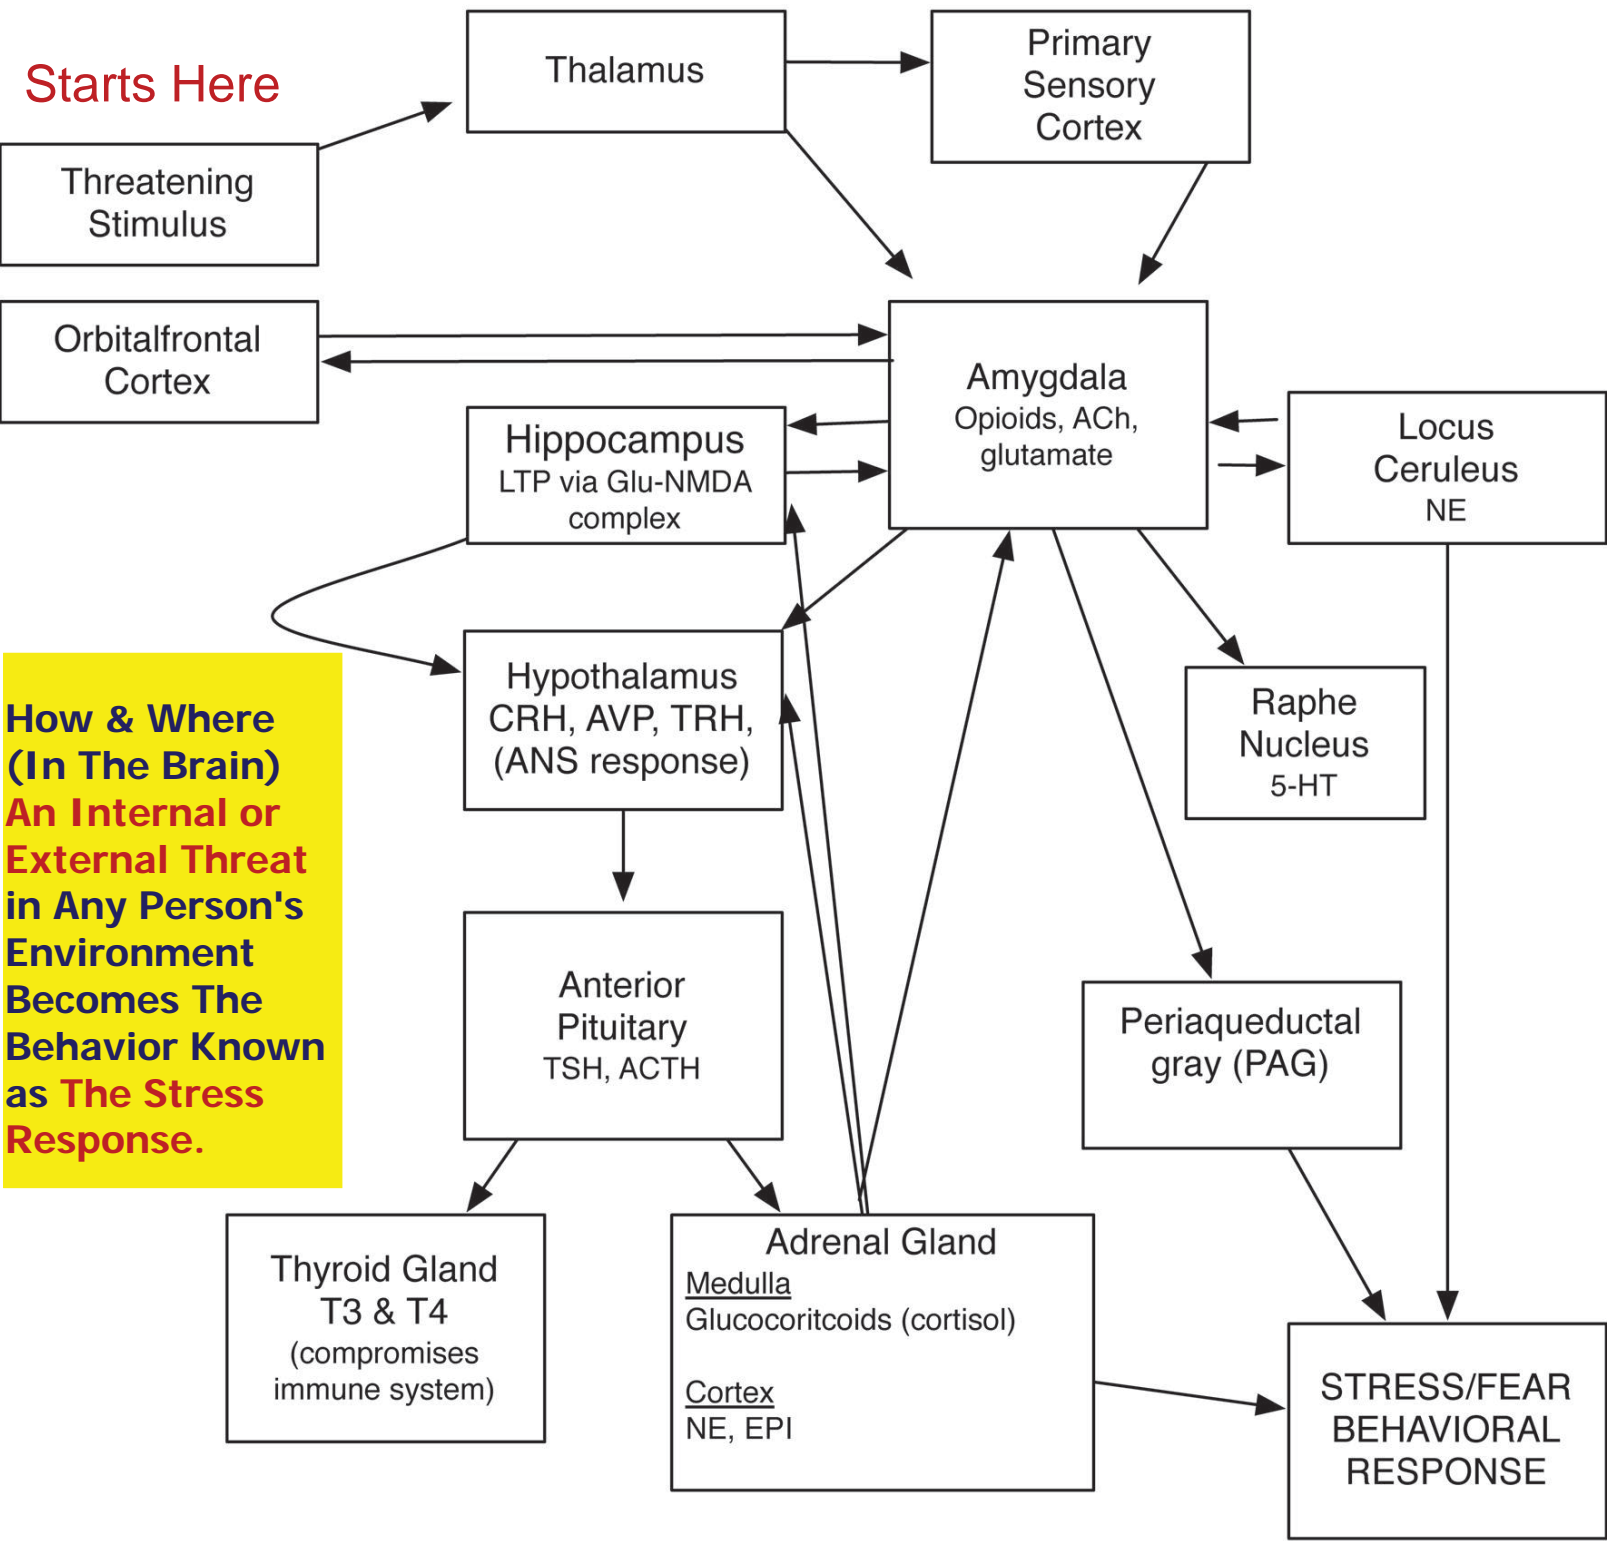 Starts Here
Thalamus
Primary
Sensory
Cortex
Threatening
Stimulus
Orbitalfrontal
Cortex
Amygdala
Opioids, ACh,
glutamate
Hippocampus
LTP via Glu-NMDA
complex
Locus
Ceruleus
NE
Hypothalamus
CRH, AVP, TRH,
(ANS response)
Raphe
Nucleus
5-HT
How & Where
(In The Brain)
An Internal or
External Threat
in Any Person's
Environment
Becomes The
Behavior Known
as The Stress
Response.
Anterior
Pituitary
TSH, ACTH
Periaqueductal
gray (PAG)
Thyroid Gland
T3 & T4
(compromises
immune system)
Adrenal Gland
Medulla
Glucocoritcoids (cortisol)
Cortex
NE, EPI
STRESS/FEAR
BEHAVIORAL
RESPONSE